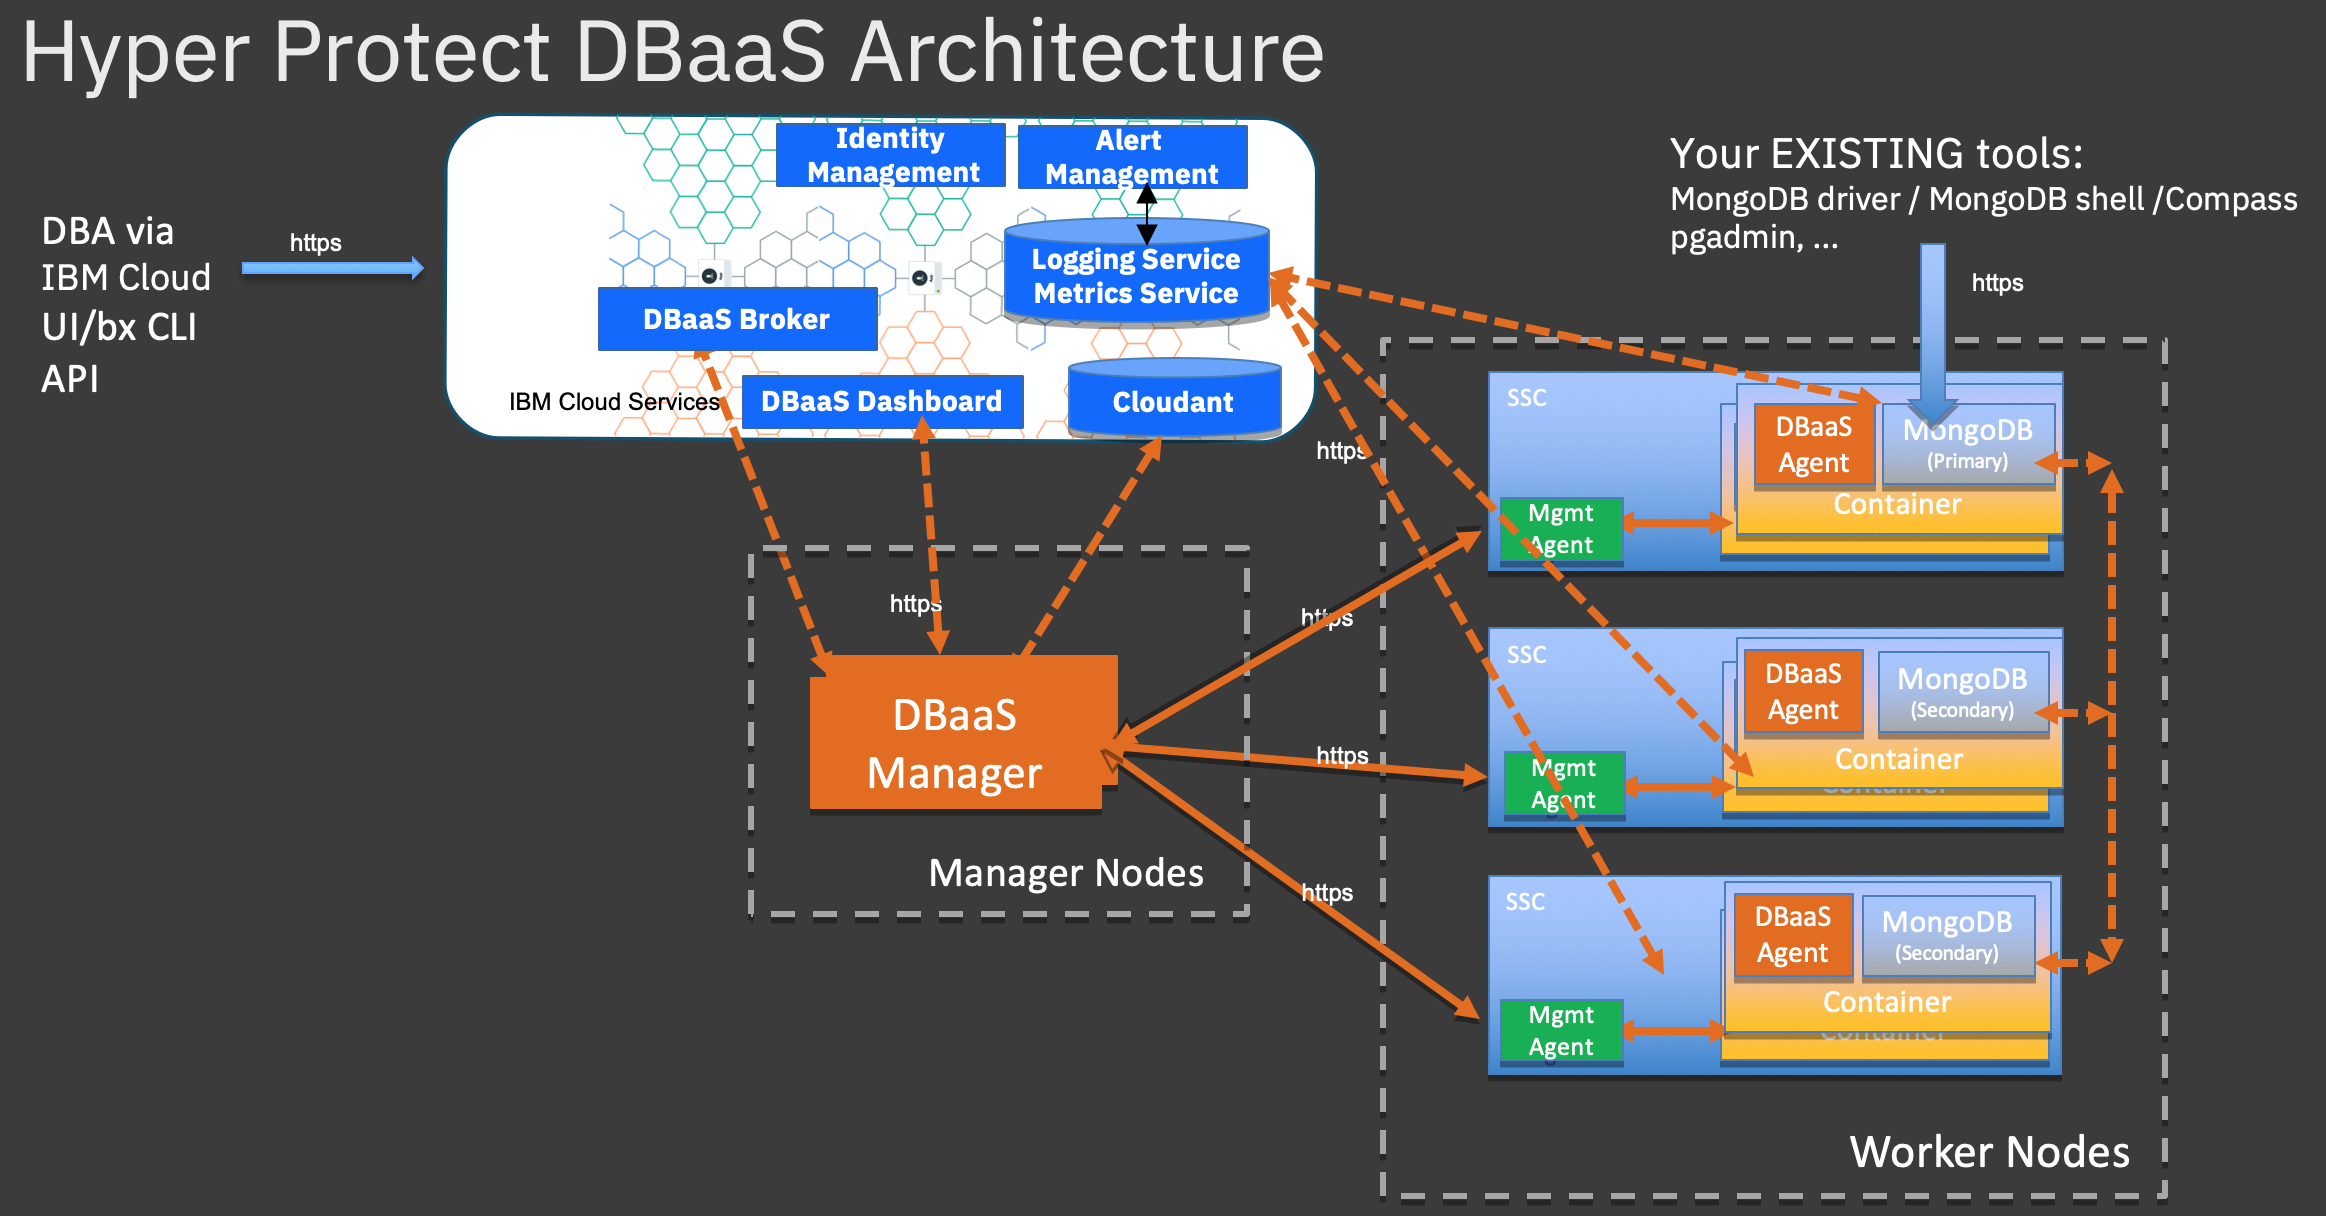 Hyper Protect DBaaS Architecture
DBA via
IBM Cloud
UI/bx CLI
API
https
Identity
Management
Alert
Management
Logging Service
Metrics Service
DBaaS Broker
IBM Cloud Services
DBaaS Dashboard
Cloudant
Your EXISTING tools:
MongoDB driver / MongoDB shell /Compass
pgadmin, ...
https
https
https
DBaaS
Manager
Manager Nodes
https
https
https
SSC
DBaaS
Agent
MongoDB
(Primary)
Container
Mgmt
Agent
SSC
DBaaS
Agent
MongoDB
(Secondary)
Container
Container
Mgmt
Agent
SSC
DBaaS
Agent
MongoDB
(Secondary)
Container
Container
Mgmt
Agent
Worker Nodes